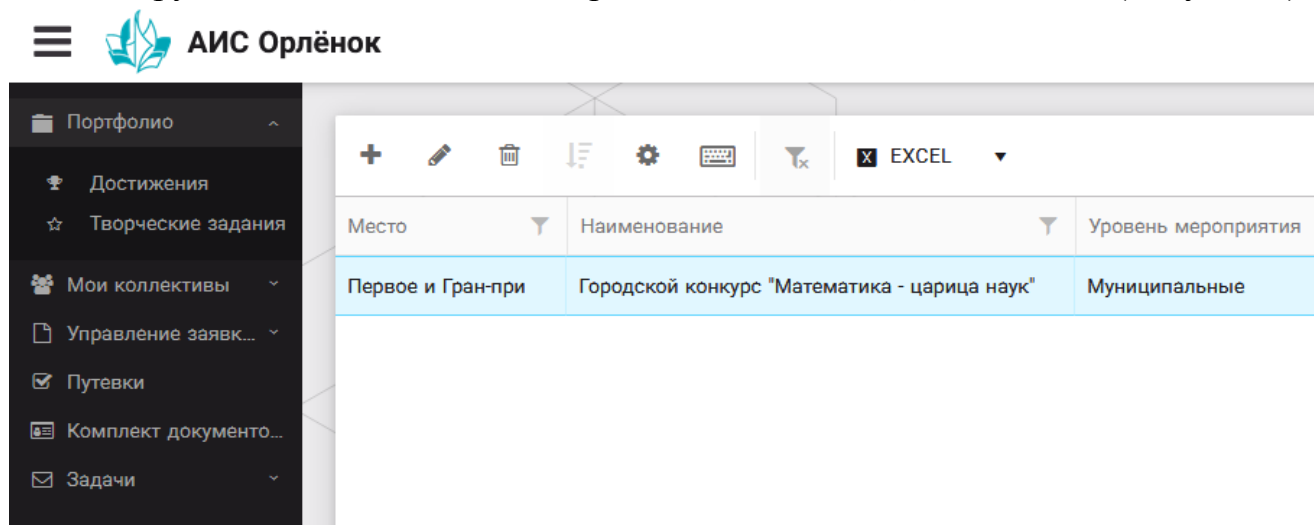 АИС Орлёнок
Портфолио
Достижения
Творческие задания
Мои коллективы
Управление заявк...
Путевки
Комплект документо...
Задачи
EXCEL
Место Наименование Уровень мероприятия
Первое и Гран-при Городской конкурс "Математика - царица наук" Муниципальные